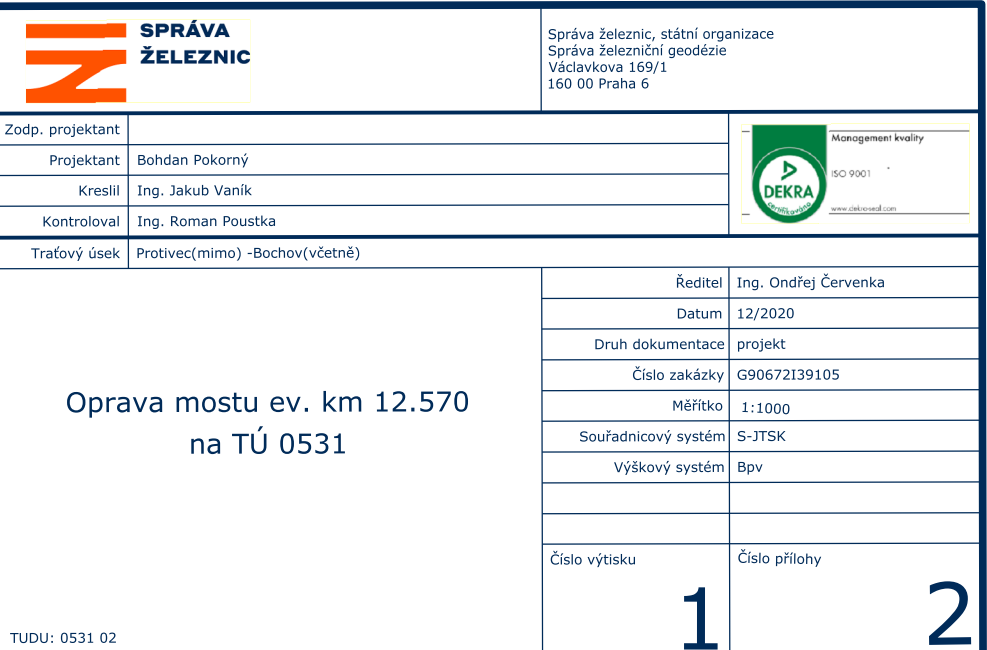 SPRÁVA
ŽELEZNIC
Správa železnic, státní organizace
Správa železniční geodézie
Václavkova 169/1
160 00 Praha 6
Zodp. projektant
Projektant Bohdan Pokorný
Kreslil Ing. Jakub Vaník
Kontroloval Ing. Roman Poustka
Management kvality
ISO 9001
DEKRA
certifikováno
www.dekra-seal.com
Traťový úsek Protivec(mimo) -Bochov(včetně)
Ředitel Ing. Ondřej Červenka
Datum 12/2020
Druh dokumentace projekt
Číslo zakázky G90672I39105
Měřítko 1:1000
Souřadnicový systém S-JTSK
Výškový systém Bpv
Oprava mostu ev. km 12.570
na TÚ 0531
Číslo výtisku 1
Číslo přílohy 2
TUDU: 0531 02